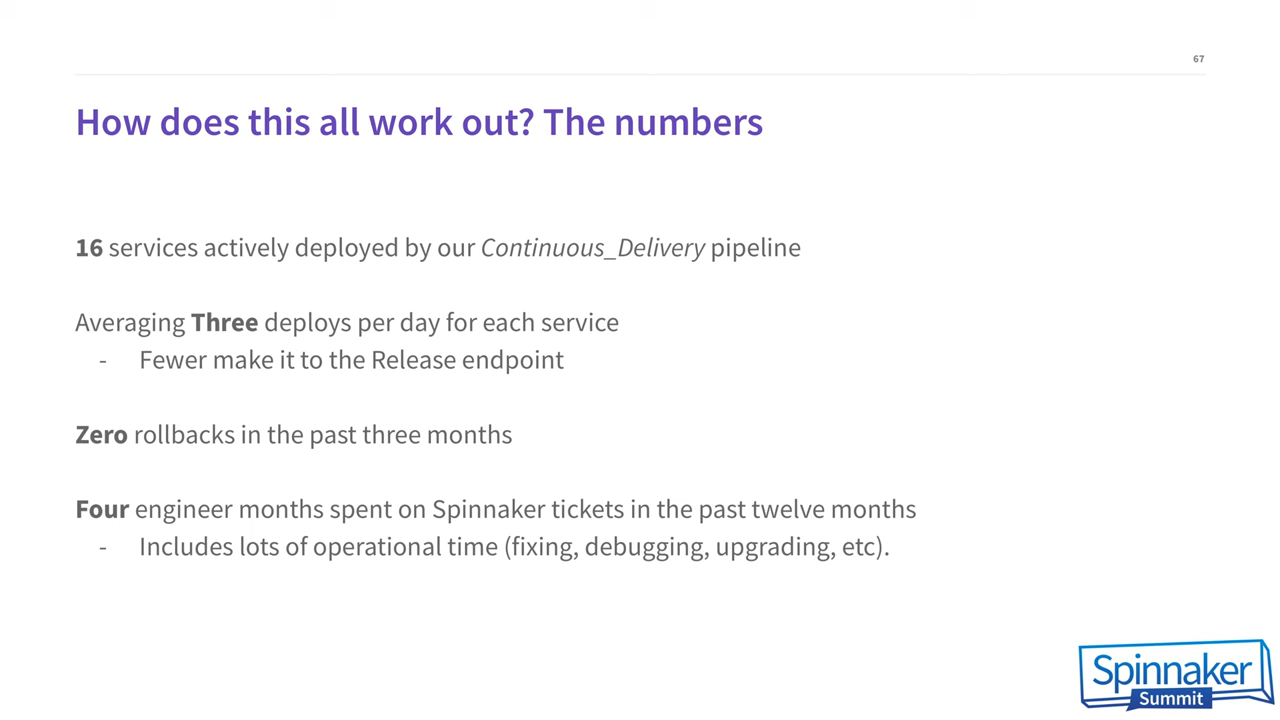 67
How does this all work out? The numbers
16 services actively deployed by our Continuous_Delivery pipeline
Averaging Three deploys per day for each service
- Fewer make it to the Release endpoint
Zero rollbacks in the past three months
Four engineer months spent on Spinnaker tickets in the past twelve months
- Includes lots of operational time (fixing, debugging, upgrading, etc).
Spinnaker
Summit